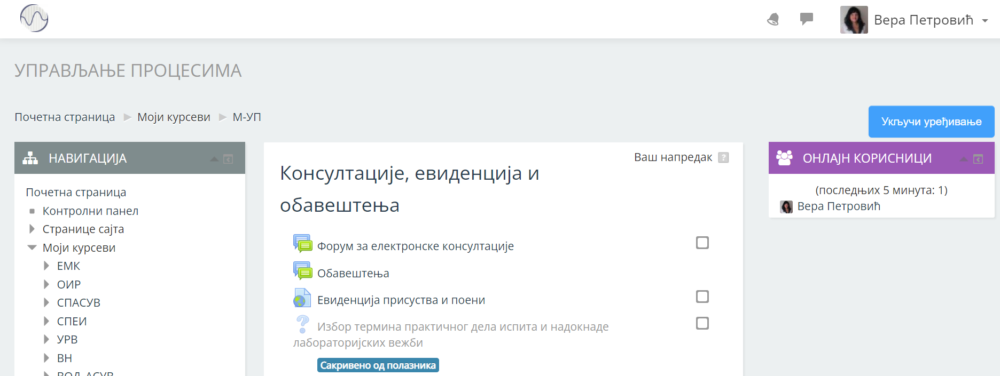 Вера Петровић
УПРАВЉАЊЕ ПРОЦЕСИМА
Почетна страница Моји курсеви М-УП
Укључи уређивање
НАВИГАЦИЈА
Почетна страница
Контролни панел
Странице сајта
Моји курсеви
ЕМК
ОИР
СПАСУВ
СПЕИ
УРВ
ВН
ВОД-АСУВ
Ваш напредак ?
Консултације, евиденција и
обавештења
Форум за електронске консултације
Обавештења
Евиденција присуства и поени
Избор термина практичног дела испита и надокнаде
лабораторијских вежби
Сакривено од полазника
ОНЛАЈН КОРИСНИЦИ
(последњих 5 минута: 1)
Вера Петровић